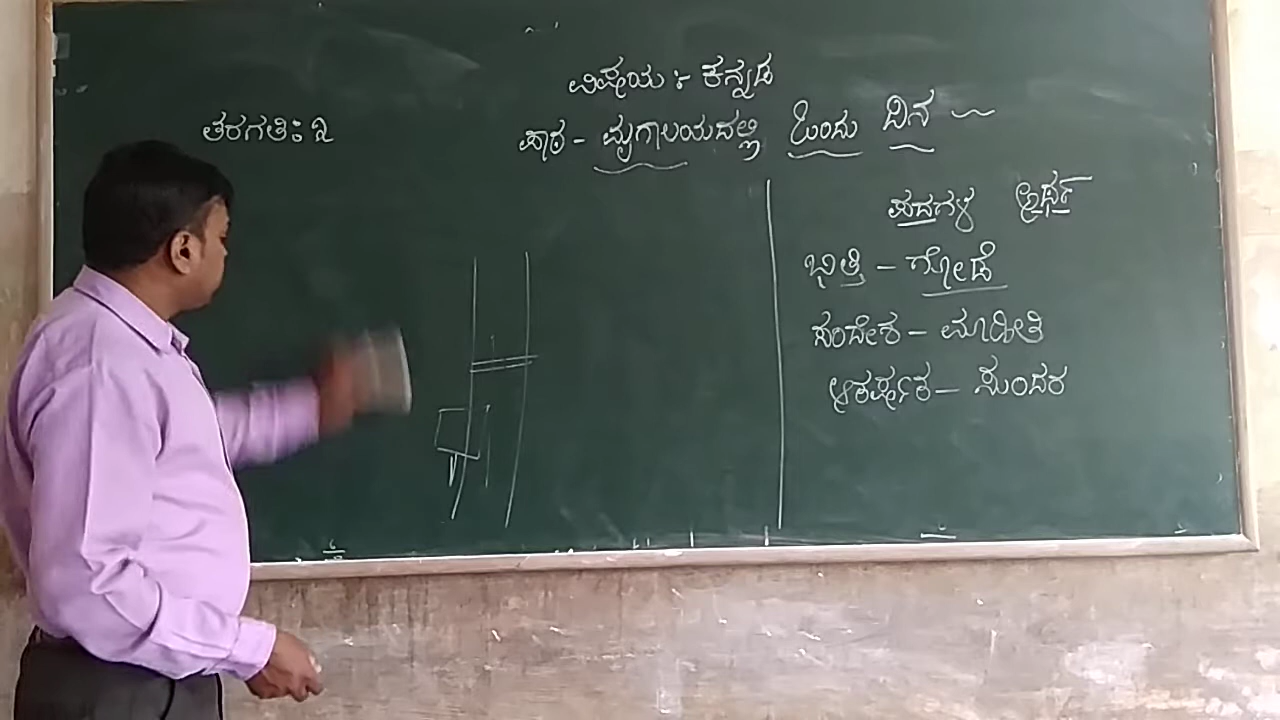 ವಿಷಯ :- ಕನ್ನಡ
ತರಗತಿ: ೩
ಪಾಠ - ಮೃಗಾಲಯದಲ್ಲಿ ಒಂದು ದಿನ
ಪದಗಳ ಅರ್ಥ
ಭಿತ್ತಿ - ಗೋಡೆ
ಸಂದೇಶ - ಮಾಹಿತಿ
ಆಕರ್ಷಕ - ಸುಂದರ